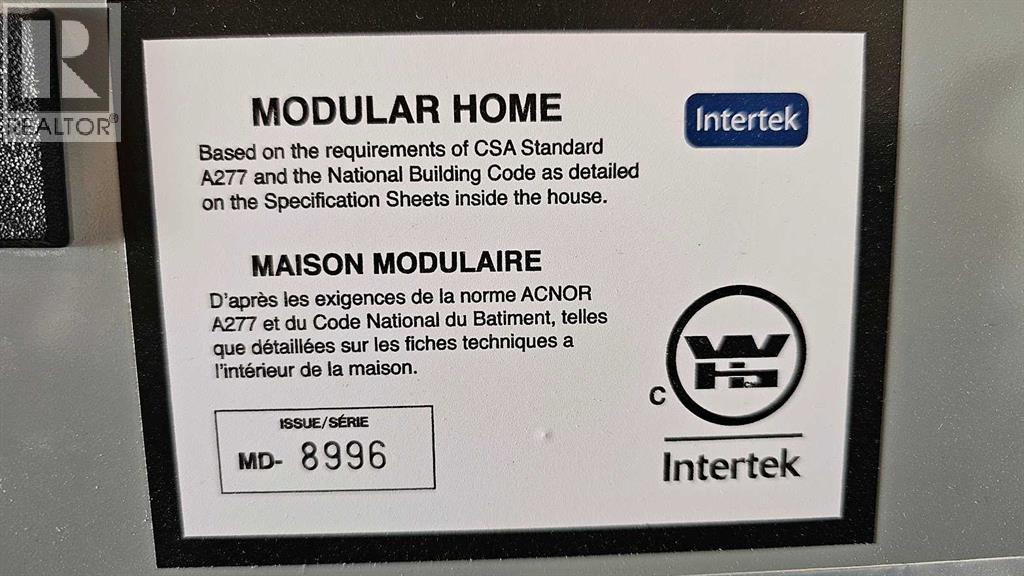 R
REALTOR®
MODULAR HOME
Intertek
Based on the requirements of CSA Standard
A277 and the National Building Code as detailed
on the Specification Sheets inside the house.
MAISON MODULAIRE
D'après les exigences de la norme ACNOR
A277 et du Code National du Batiment, telles
que détaillées sur les fiches techniques a
l'intérieur de la maison.
ISSUE/SÉRIE
MD- 8996
C
WH
Intertek